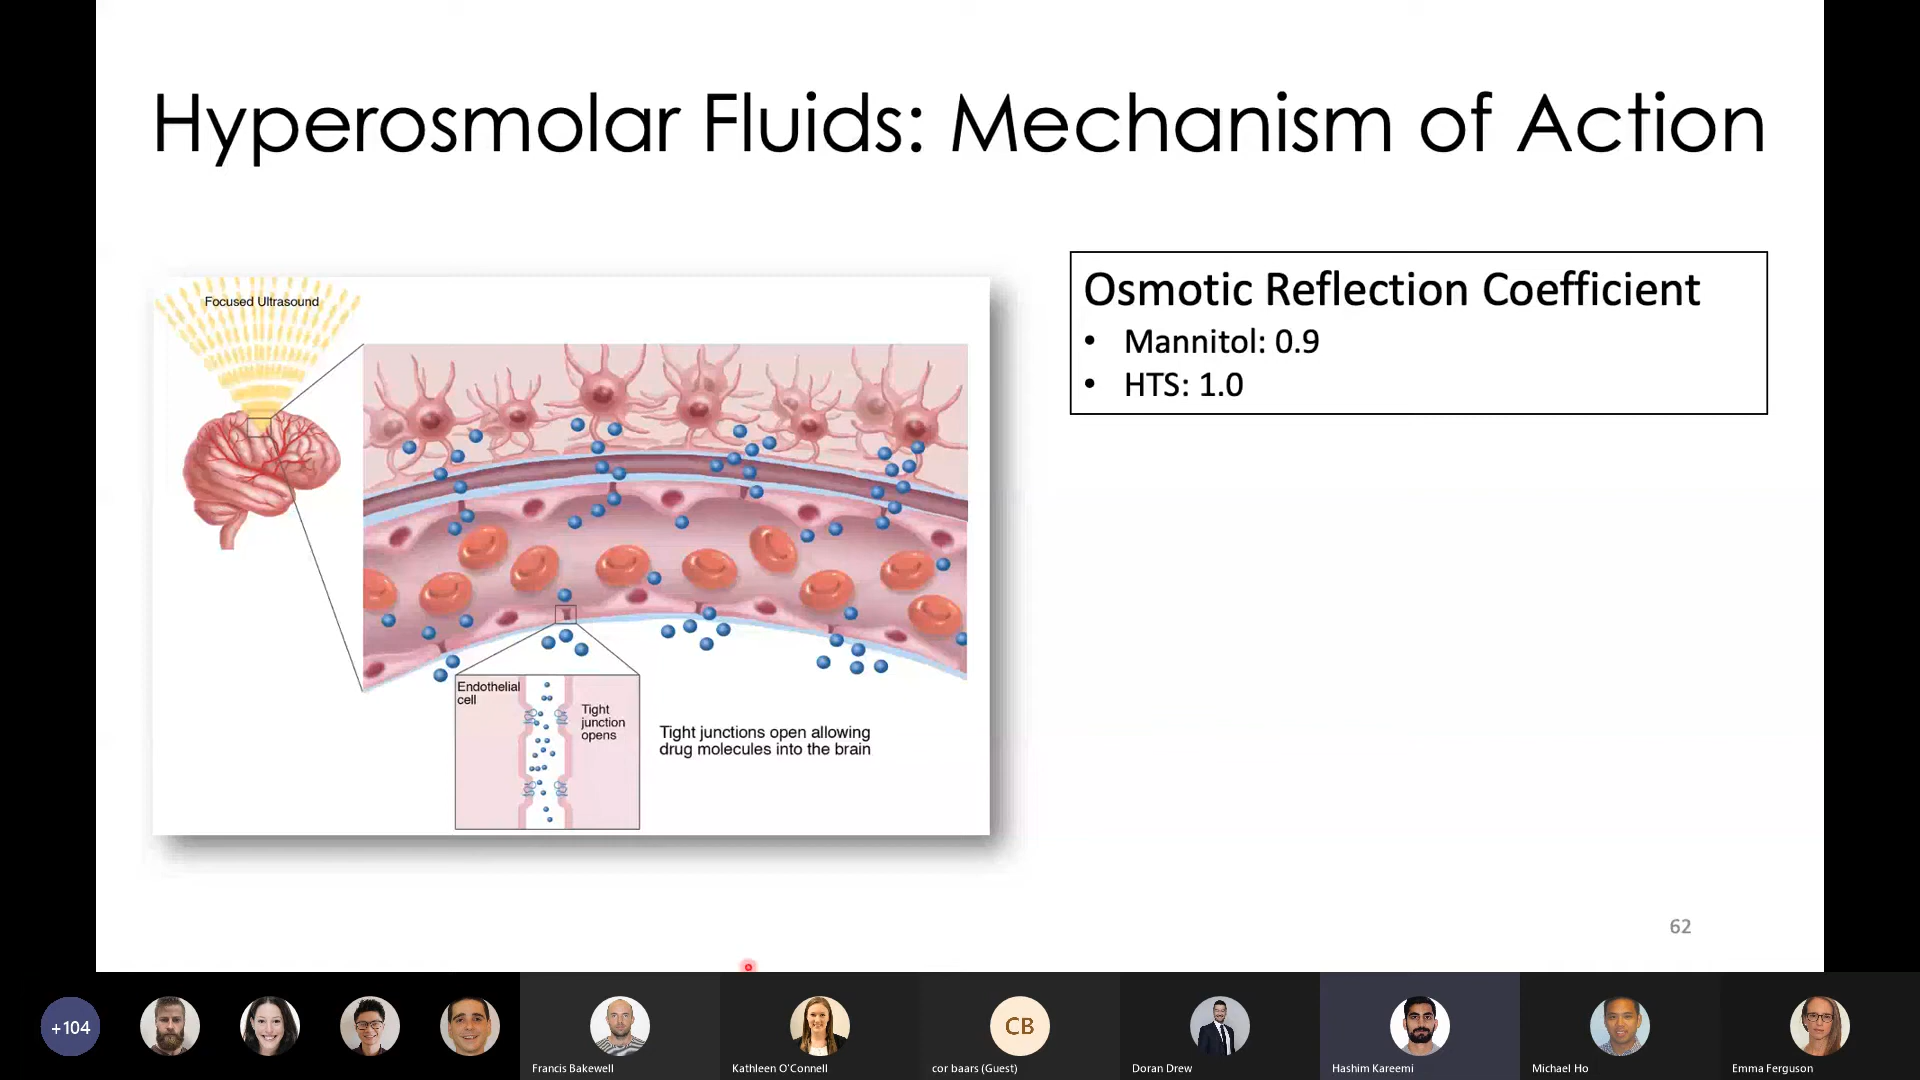 Hyperosmolar Fluids: Mechanism of Action
Focused Ultrasound
Endothelial
cell
Tight
junction
opens
Tight junctions open allowing
drug molecules into the brain
Osmotic Reflection Coefficient
• Mannitol: 0.9
• HTS: 1.0
62
+104
Francis Bakewell
Kathleen O'Connell
CB
cor baars (Guest)
Doran Drew
Hashim Kareemi
Michael Ho
Emma Ferguson